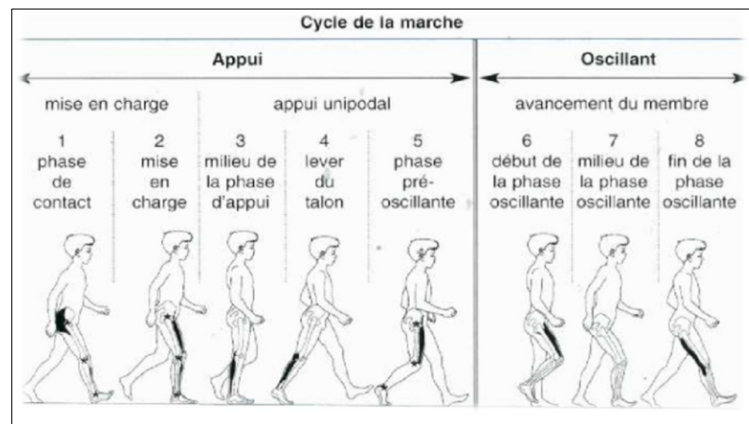 Cycle de la marche
Appui
Oscillant
mise en charge
appui unipodal
avancement du membre
1
phase
de
contact
2
mise
en
charge
3
milieu de
la phase
d'appui
4
lever
du
talon
5
phase
pré-
oscillante
6
début de
la phase
oscillante
7
milieu de
la phase
oscillante
8
fin de la
phase
oscillante